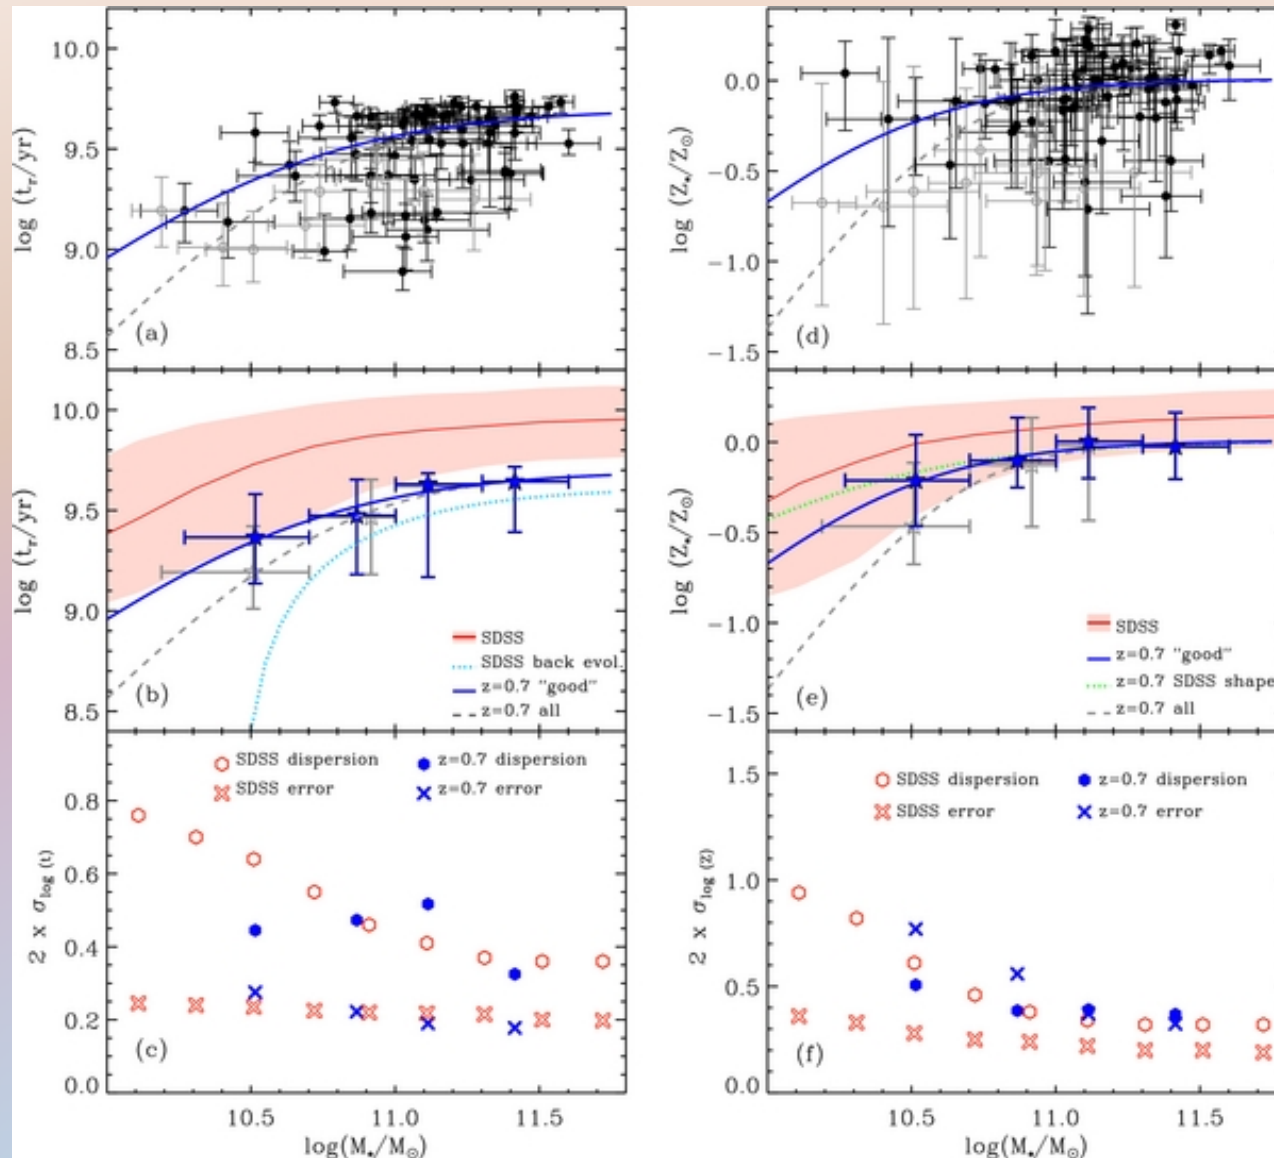 10.0
9.5
9.0
8.5
log (t_r/yr)
(a)
0.0
−0.5
−1.0
−1.5
log (Z_*/Z_⊙)
(d)
10.0
9.5
9.0
8.5
log (t_r/yr)
SDSS
SDSS back evol.
z=0.7 "good"
z=0.7 all
(b)
0.0
−0.5
−1.0
−1.5
log (Z_*/Z_⊙)
SDSS
z=0.7 "good"
z=0.7 SDSS shape
z=0.7 all
(e)
SDSS dispersion
z=0.7 dispersion
SDSS error
z=0.7 error
0.8
0.6
0.4
0.2
0.0
2 x σ_log (t)
(c)
10.5
11.0
11.5
log(M_*/M_⊙)
SDSS dispersion
z=0.7 dispersion
SDSS error
z=0.7 error
1.5
1.0
0.5
0.0
2 x σ_log (Z)
(f)
10.5
11.0
11.5
log(M_*/M_⊙)